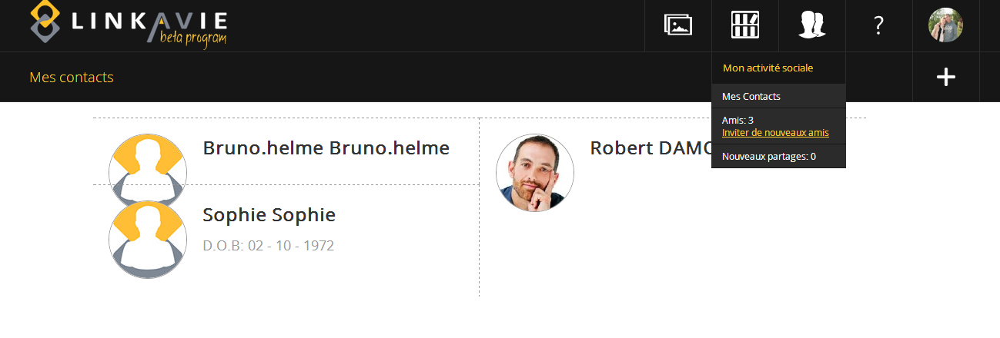 LINKAVIE
beta program
?
Mes contacts
Mon activité sociale
Mes Contacts
Amis: 3
Inviter de nouveaux amis
Nouveaux partages: 0
Bruno.helme Bruno.helme
Robert
Sophie Sophie
D.O.B: 02 - 10 - 1972